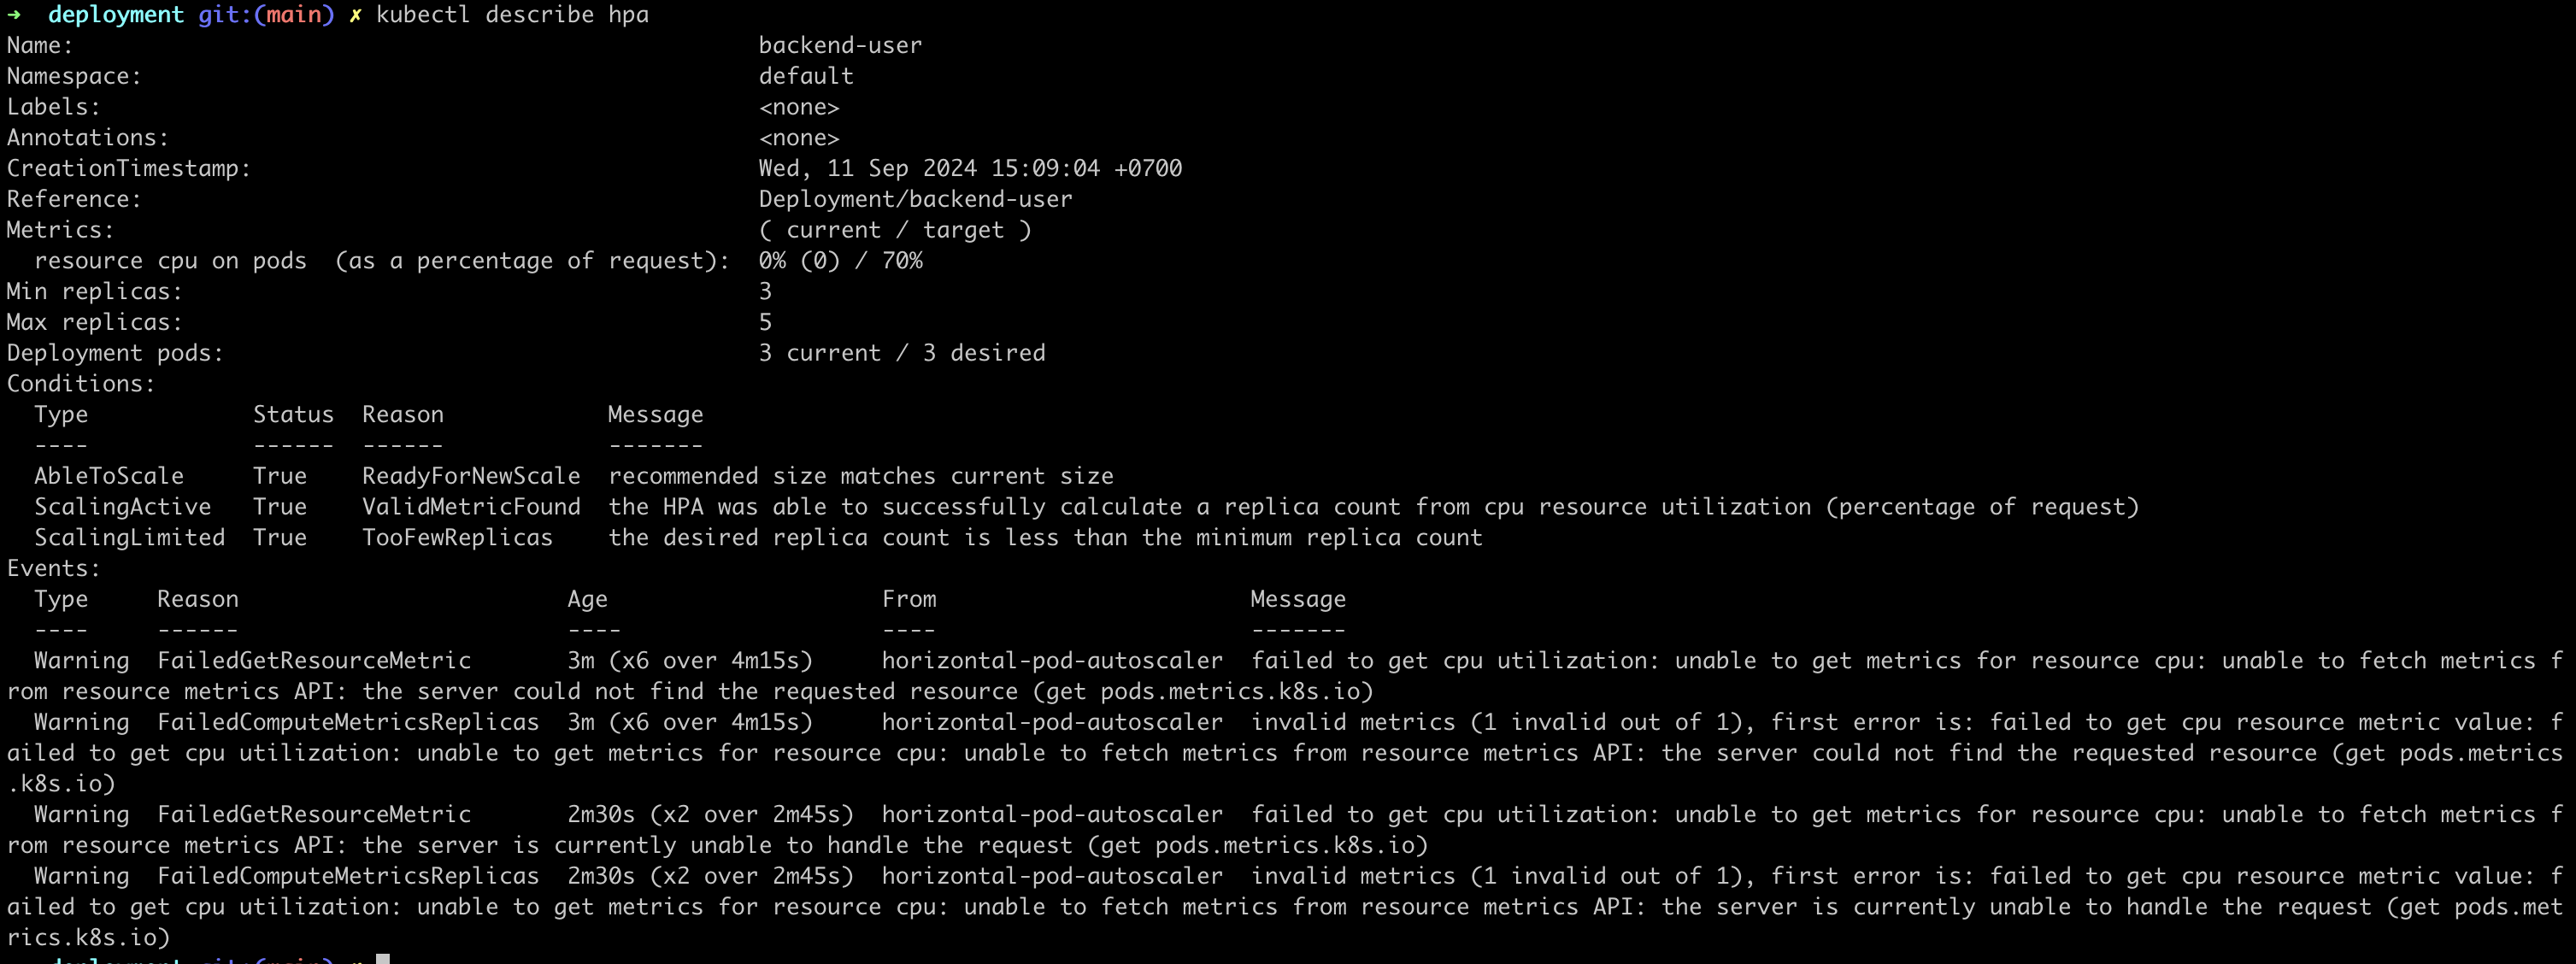 → deployment git:(main) ✗ kubectl describe hpa
Name: backend-user
Namespace: default
Labels: <none>
Annotations: <none>
CreationTimestamp: Wed, 11 Sep 2024 15:09:04 +0700
Reference: Deployment/backend-user
Metrics: ( current / target )
resource cpu on pods (as a percentage of request): 0% (0) / 70%
Min replicas: 3
Max replicas: 5
Deployment pods: 3 current / 3 desired
Conditions:
Type Status Reason Message
---- ------ ------ -------
AbleToScale True ReadyForNewScale recommended size matches current size
ScalingActive True ValidMetricFound the HPA was able to successfully calculate a replica count from cpu resource utilization (percentage of request)
ScalingLimited True TooFewReplicas the desired replica count is less than the minimum replica count
Events:
Type Reason Age From Message
---- ------ ---- ---- -------
Warning FailedGetResourceMetric 3m (x6 over 4m15s) horizontal-pod-autoscaler failed to get cpu utilization: unable to get metrics for resource cpu: unable to fetch metrics f
rom resource metrics API: the server could not find the requested resource (get pods.metrics.k8s.io)
Warning FailedComputeMetricsReplicas 3m (x6 over 4m15s) horizontal-pod-autoscaler invalid metrics (1 invalid out of 1), first error is: failed to get cpu resource metric value: f
ailed to get cpu utilization: unable to get metrics for resource cpu: unable to fetch metrics from resource metrics API: the server could not find the requested resource (get pods.metrics
.k8s.io)
Warning FailedGetResourceMetric 2m30s (x2 over 2m45s) horizontal-pod-autoscaler failed to get cpu utilization: unable to get metrics for resource cpu: unable to fetch metrics f
rom resource metrics API: the server is currently unable to handle the request (get pods.metrics.k8s.io)
Warning FailedComputeMetricsReplicas 2m30s (x2 over 2m45s) horizontal-pod-autoscaler invalid metrics (1 invalid out of 1), first error is: failed to get cpu resource metric value: f
ailed to get cpu utilization: unable to get metrics for resource cpu: unable to fetch metrics from resource metrics API: the server is currently unable to handle the request (get pods.met
rics.k8s.io)
deployment git:(main)